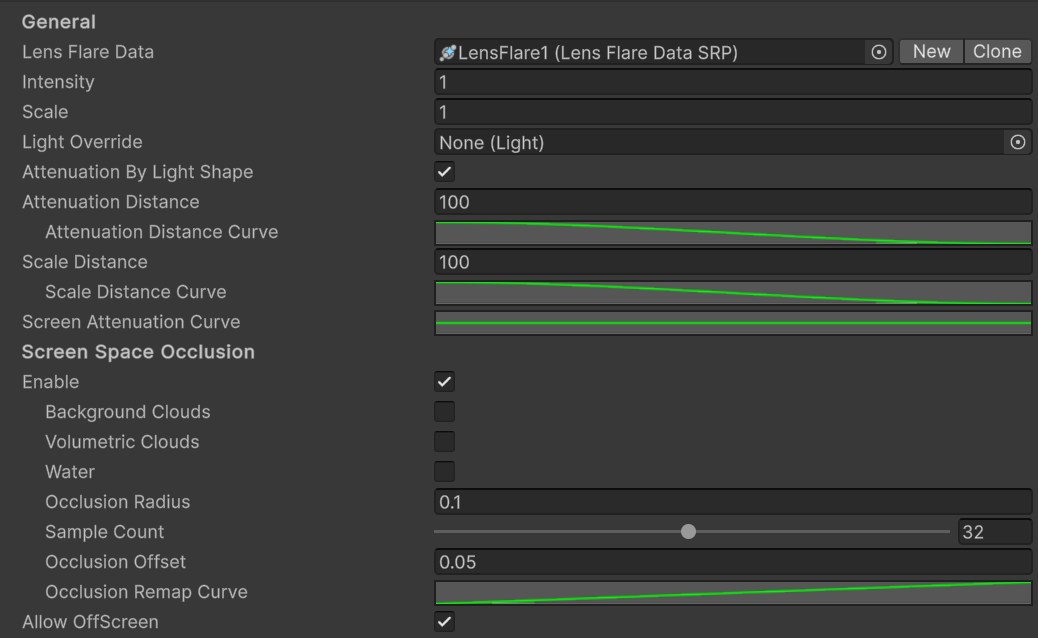 General
Lens Flare Data LensFlare1 (Lens Flare Data SRP) New Clone
Intensity 1
Scale 1
Light Override None (Light)
Attenuation By Light Shape
Attenuation Distance 100
Attenuation Distance Curve
Scale Distance 100
Scale Distance Curve
Screen Attenuation Curve
Screen Space Occlusion
Enable
Background Clouds
Volumetric Clouds
Water
Occlusion Radius 0.1
Sample Count 32
Occlusion Offset 0.05
Occlusion Remap Curve
Allow OffScreen